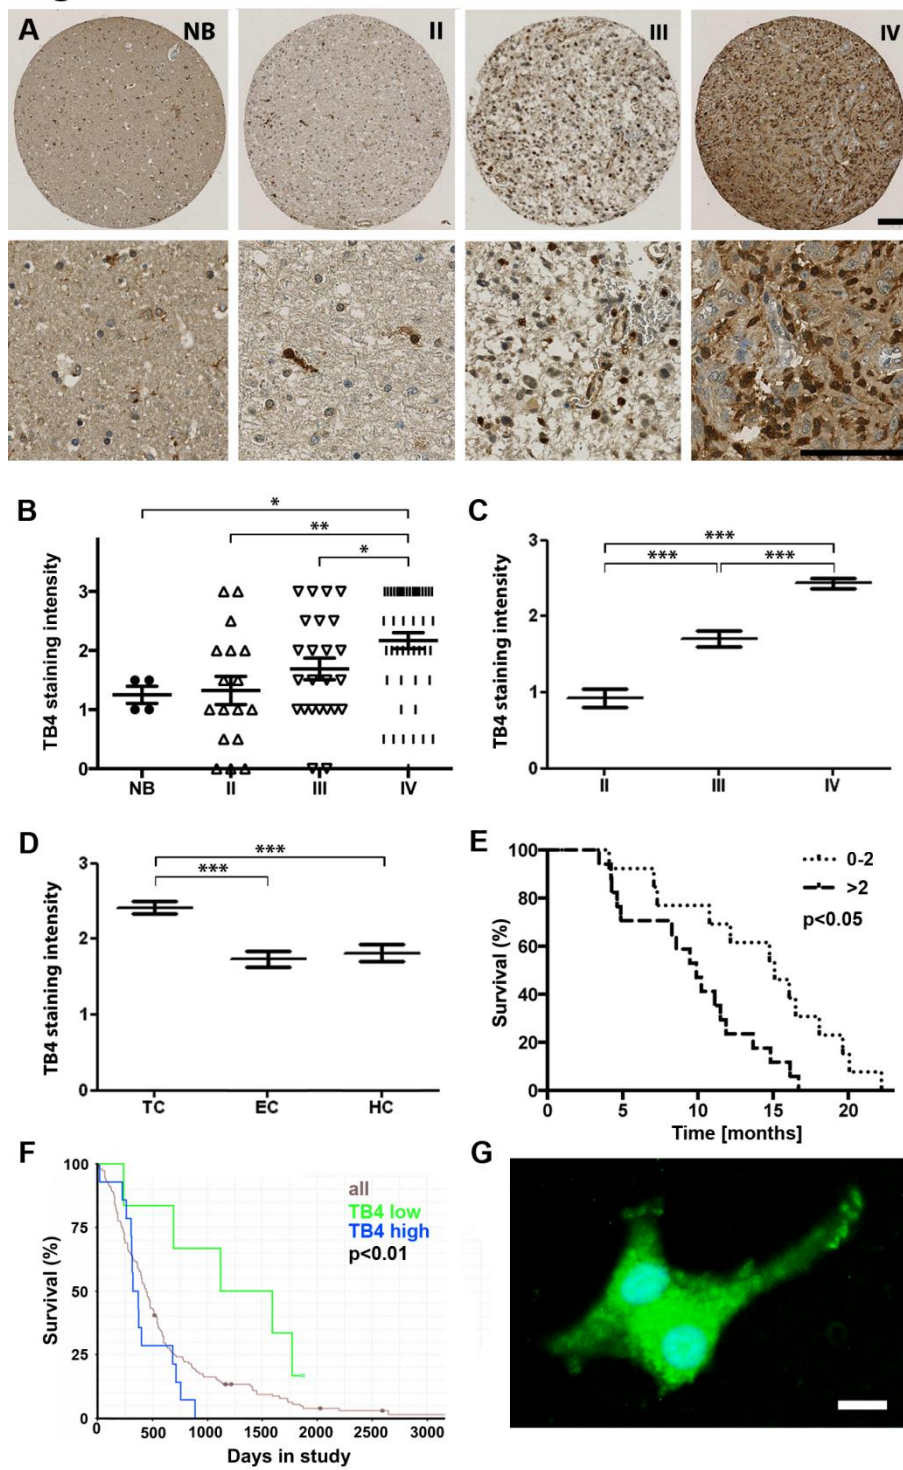 A NB II III IV
B
* 
** 
*
TB4 staining intensity
3
2
1
0
NB II III IV
C
***
*** ***
TB4 staining intensity
3
2
1
0
II III IV
D
***
***
TB4 staining intensity
3
2
1
0
TC EC HC
E
Survival (%)
100
80
60
40
20
0
0-2
>2
p<0.05
0 5 10 15 20
Time [months]
F
Survival (%)
100
75
50
25
0
all
TB4 low
TB4 high
p<0.01
0 500 1000 1500 2000 2500 3000
Days in study
G